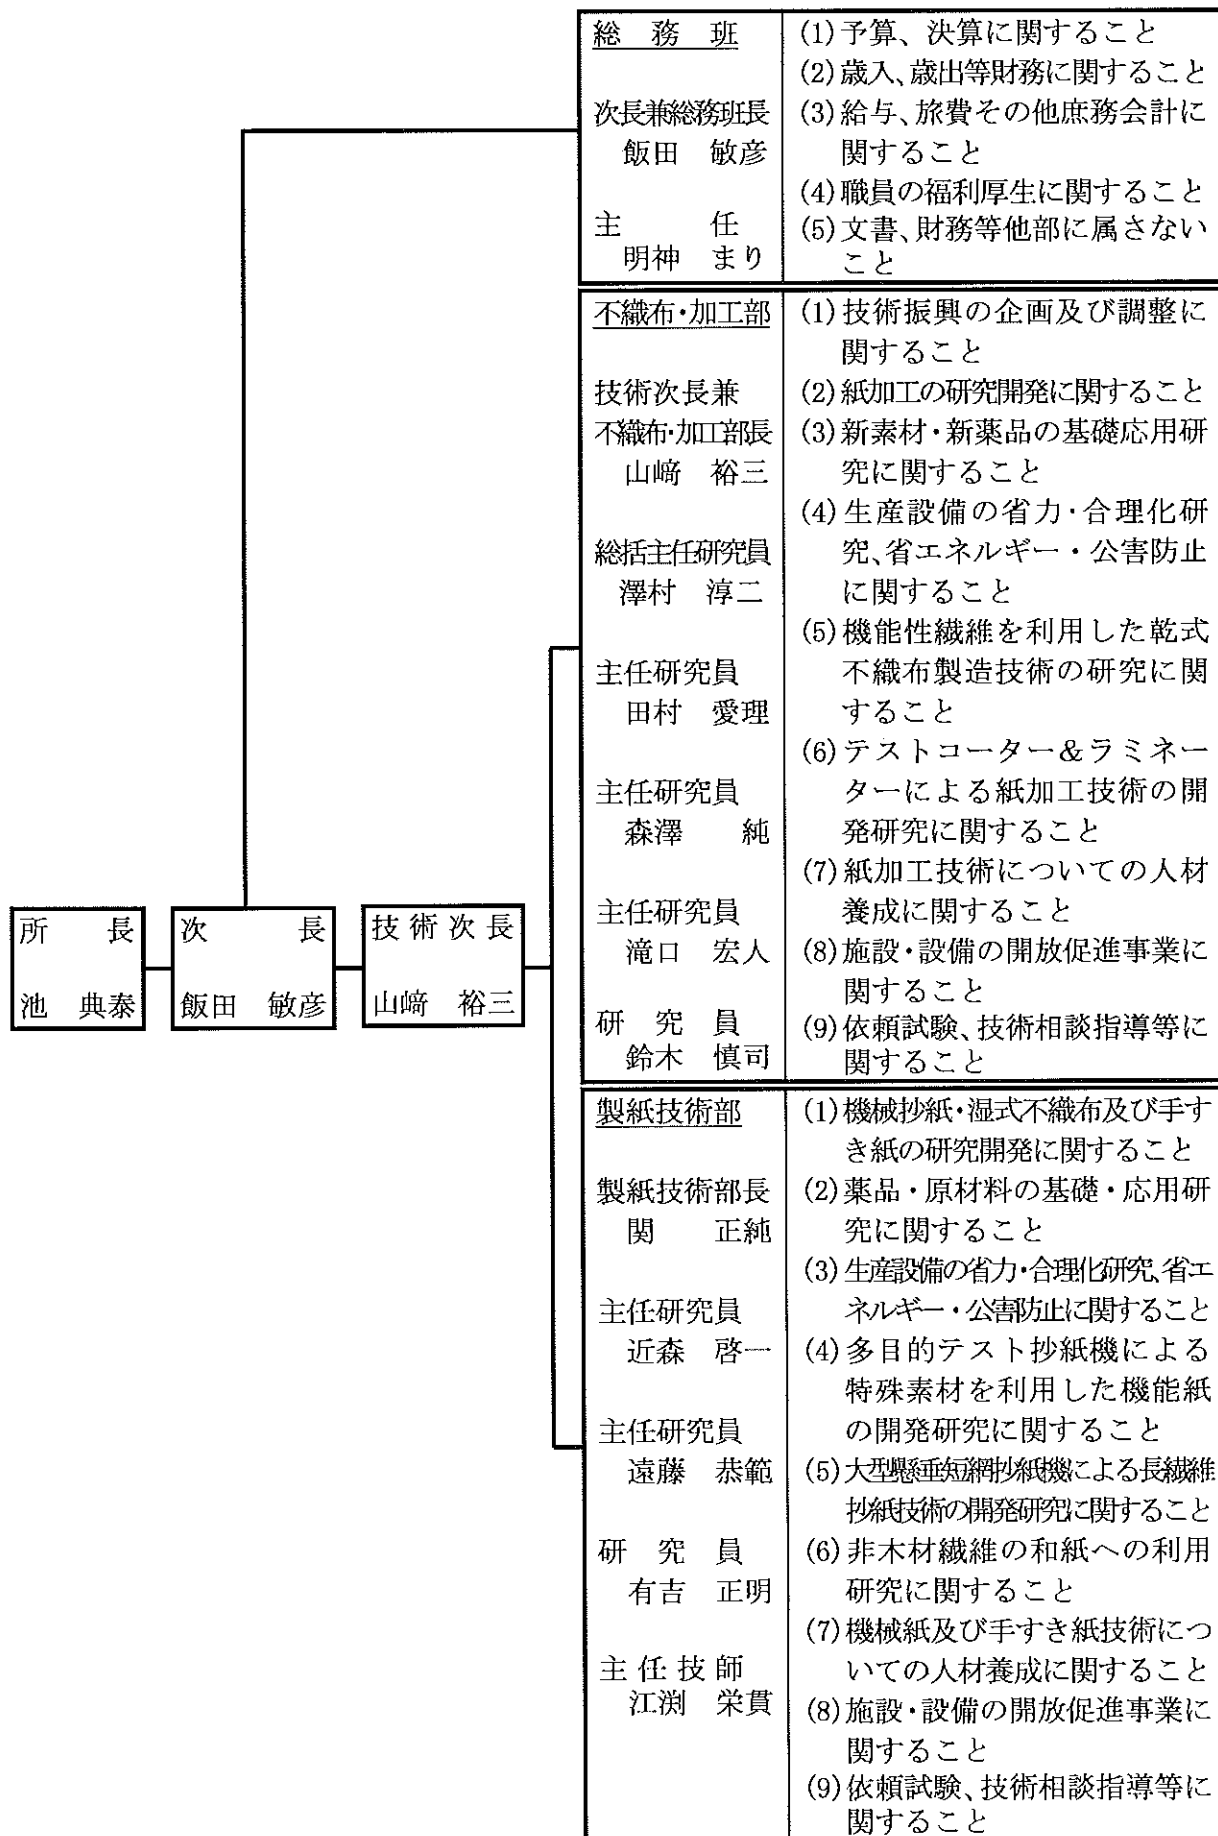 所長
池 典泰
次長
飯田 敏彦
技術次長
山﨑 裕三
総務班
次長兼総務班長
飯田 敏彦
主任
明神 まり
(1)予算、決算に関すること
(2)歳入、歳出等財務に関すること
(3)給与、旅費その他庶務会計に
関すること
(4)職員の福利厚生に関すること
(5)文書、財務等他部に属さない
こと
不織布・加工部
技術次長兼
不織布・加工部長
山﨑 裕三
総括主任研究員
澤村 淳二
主任研究員
田村 愛理
主任研究員
森澤 純
主任研究員
滝口 宏人
研究員
鈴木 慎司
(1)技術振興の企画及び調整に
関すること
(2)紙加工の研究開発に関すること
(3)新素材・新薬品の基礎応用研
究に関すること
(4)生産設備の省力・合理化研
究、省エネルギー・公害防止
に関すること
(5)機能性繊維を利用した乾式
不織布製造技術の研究に関
すること
(6)テストコーター&ラミネー
ターによる紙加工技術の開
発研究に関すること
(7)紙加工技術についての人材
養成に関すること
(8)施設・設備の開放促進事業に
関すること
(9)依頼試験、技術相談指導等に
関すること
製紙技術部
製紙技術部長
関 正純
主任研究員
近森 啓一
主任研究員
遠藤 恭範
研究員
有吉 正明
主任技師
江渕 栄貫
(1)機械抄紙・湿式不織布及び手す
き紙の研究開発に関すること
(2)薬品・原材料の基礎・応用研
究に関すること
(3)生産設備の省力・合理化研究、省エ
ネルギー・公害防止に関すること
(4)多目的テスト抄紙機による
特殊素材を利用した機能紙
の開発研究に関すること
(5)大型懸垂短網抄紙機による長繊維
抄紙技術の開発研究に関すること
(6)非木材繊維の和紙への利用
研究に関すること
(7)機械紙及び手すき紙技術につ
いての人材養成に関すること
(8)施設・設備の開放促進事業に
関すること
(9)依頼試験、技術相談指導等に
関すること